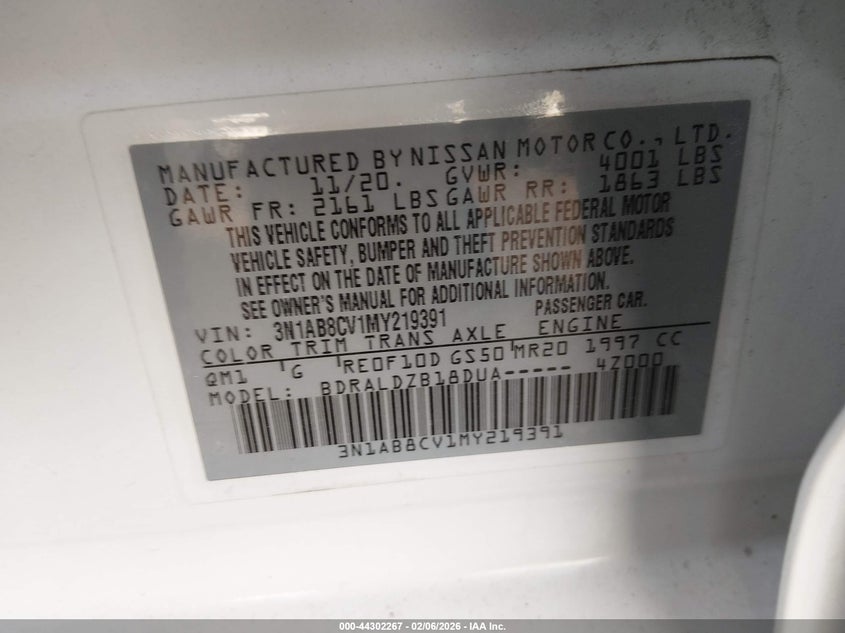 MANUFACTURED BY NISSAN MOTOR CO., LTD.
DATE: 11/20. GVWR: 4001 LBS
GAWR FR: 2161 LBS GAWR RR: 1863 LBS
THIS VEHICLE CONFORMS TO ALL APPLICABLE FEDERAL MOTOR
VEHICLE SAFETY, BUMPER AND THEFT PREVENTION STANDARDS
IN EFFECT ON THE DATE OF MANUFACTURE SHOWN ABOVE.
SEE OWNER'S MANUAL FOR ADDITIONAL INFORMATION.
VIN: 3N1AB8CV1MY219391 PASSENGER CAR.
COLOR TRIM TRANS AXLE ENGINE
QM1 G RE0F10D GS50 MR20 1997 CC
MODEL: BDRALDZB18DUA----- 4Z000
3N1AB8CV1MY219391
000-44302267 - 02/06/2026 - IAA Inc.